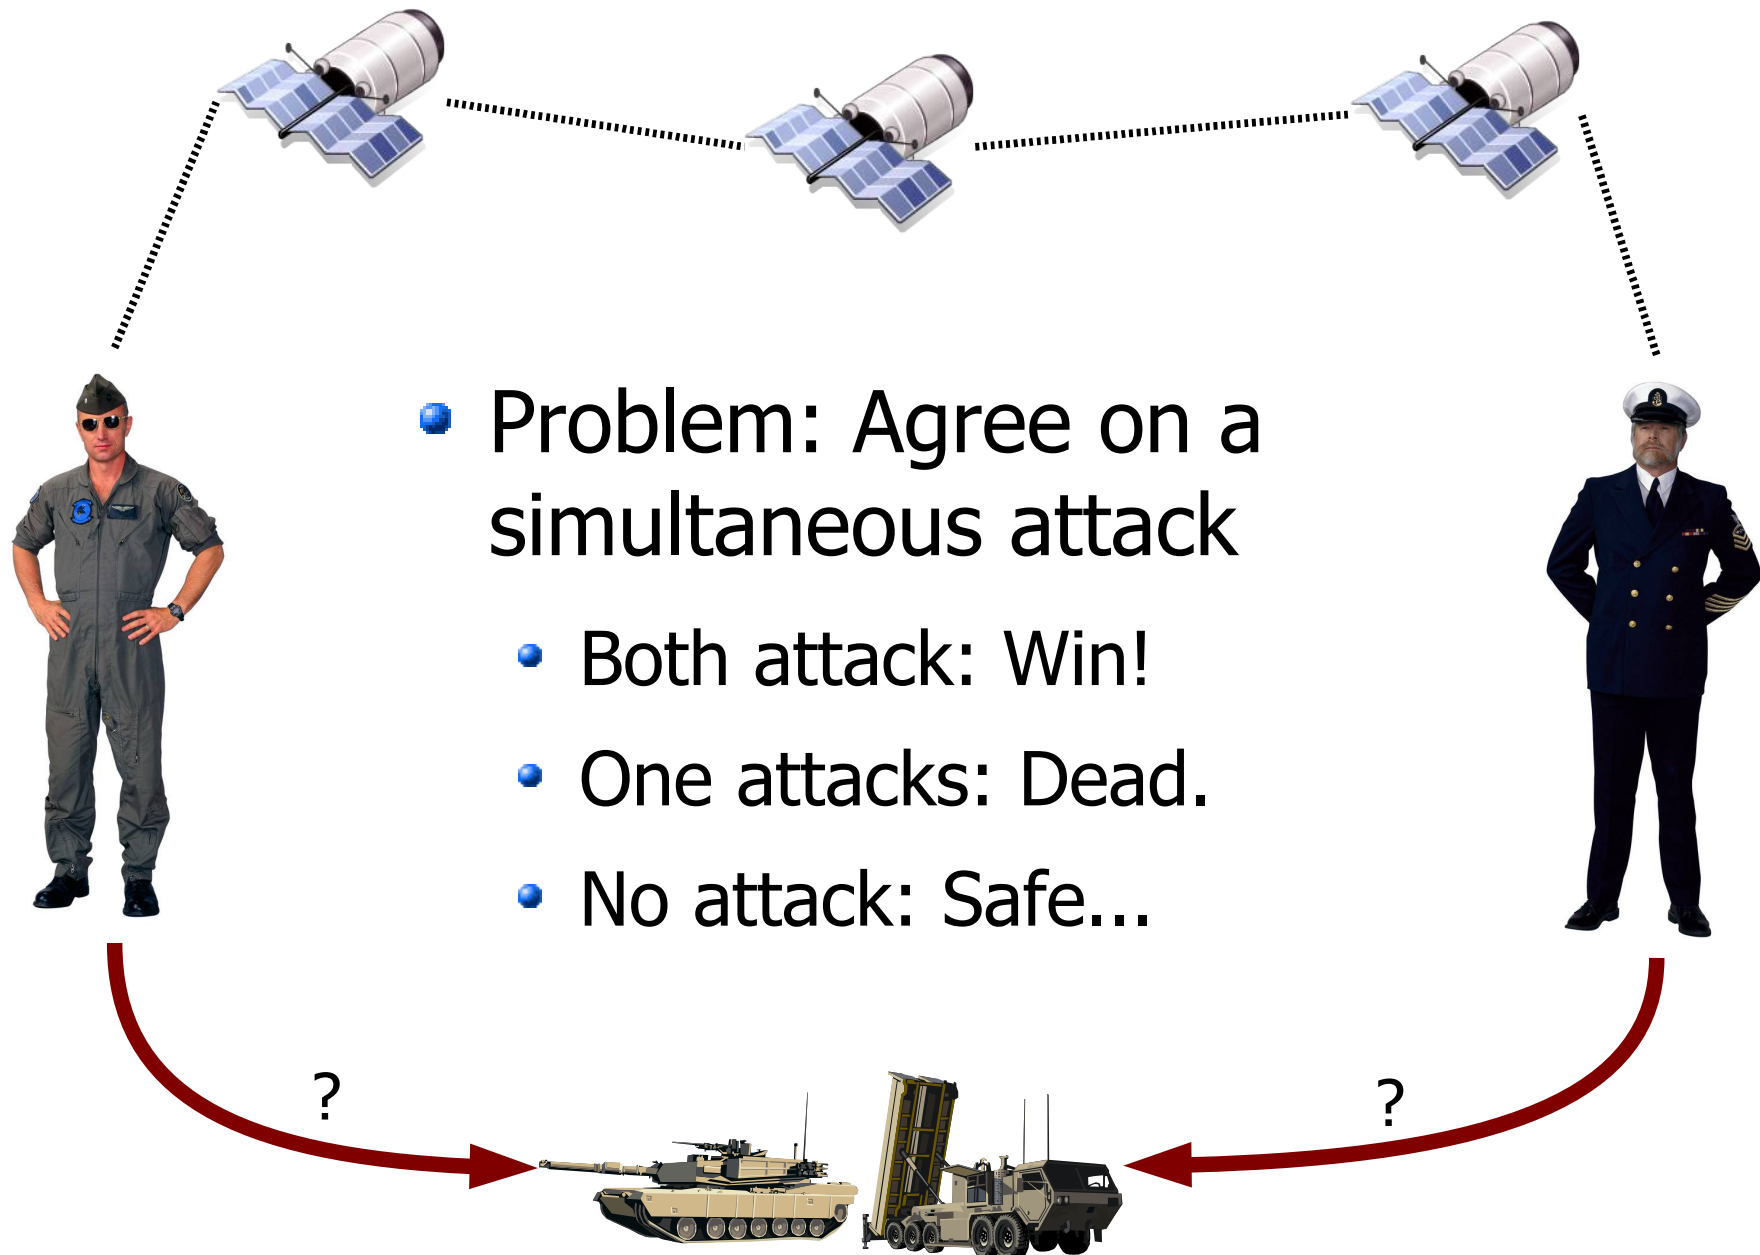 Problem: Agree on a
simultaneous attack
Both attack: Win!
One attacks: Dead.
No attack: Safe...
?
?